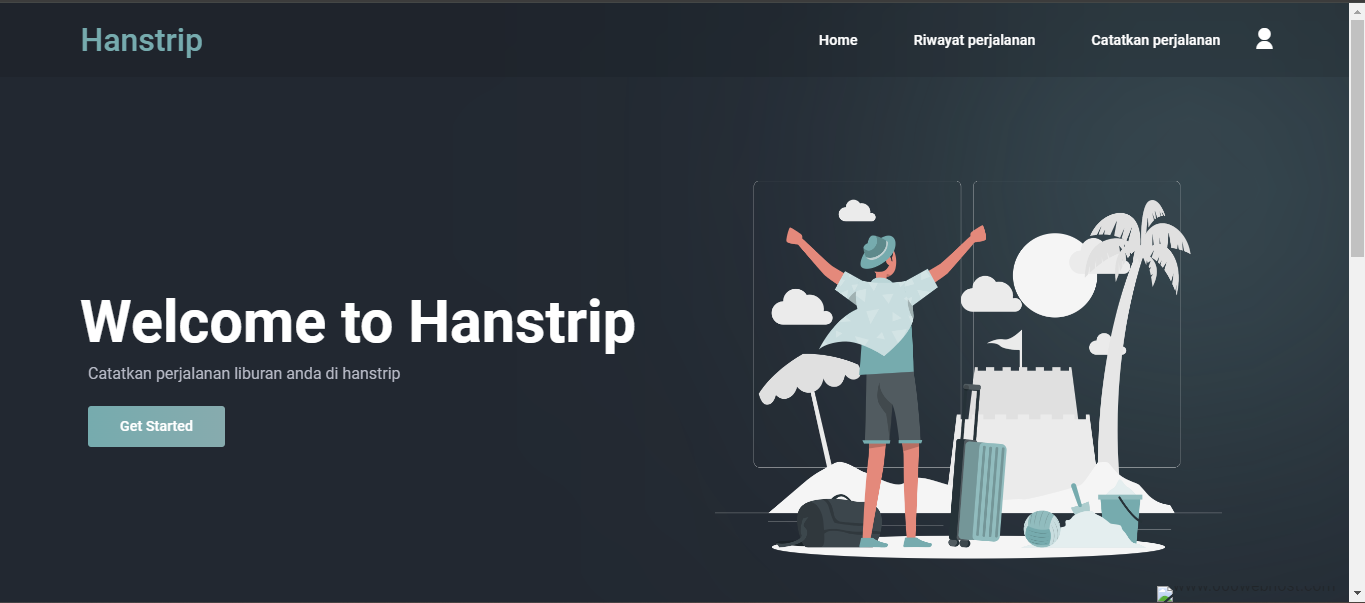 Hanstrip
Home
Riwayat perjalanan
Catatkan perjalanan
Welcome to Hanstrip
Catatkan perjalanan liburan anda di hanstrip
Get Started